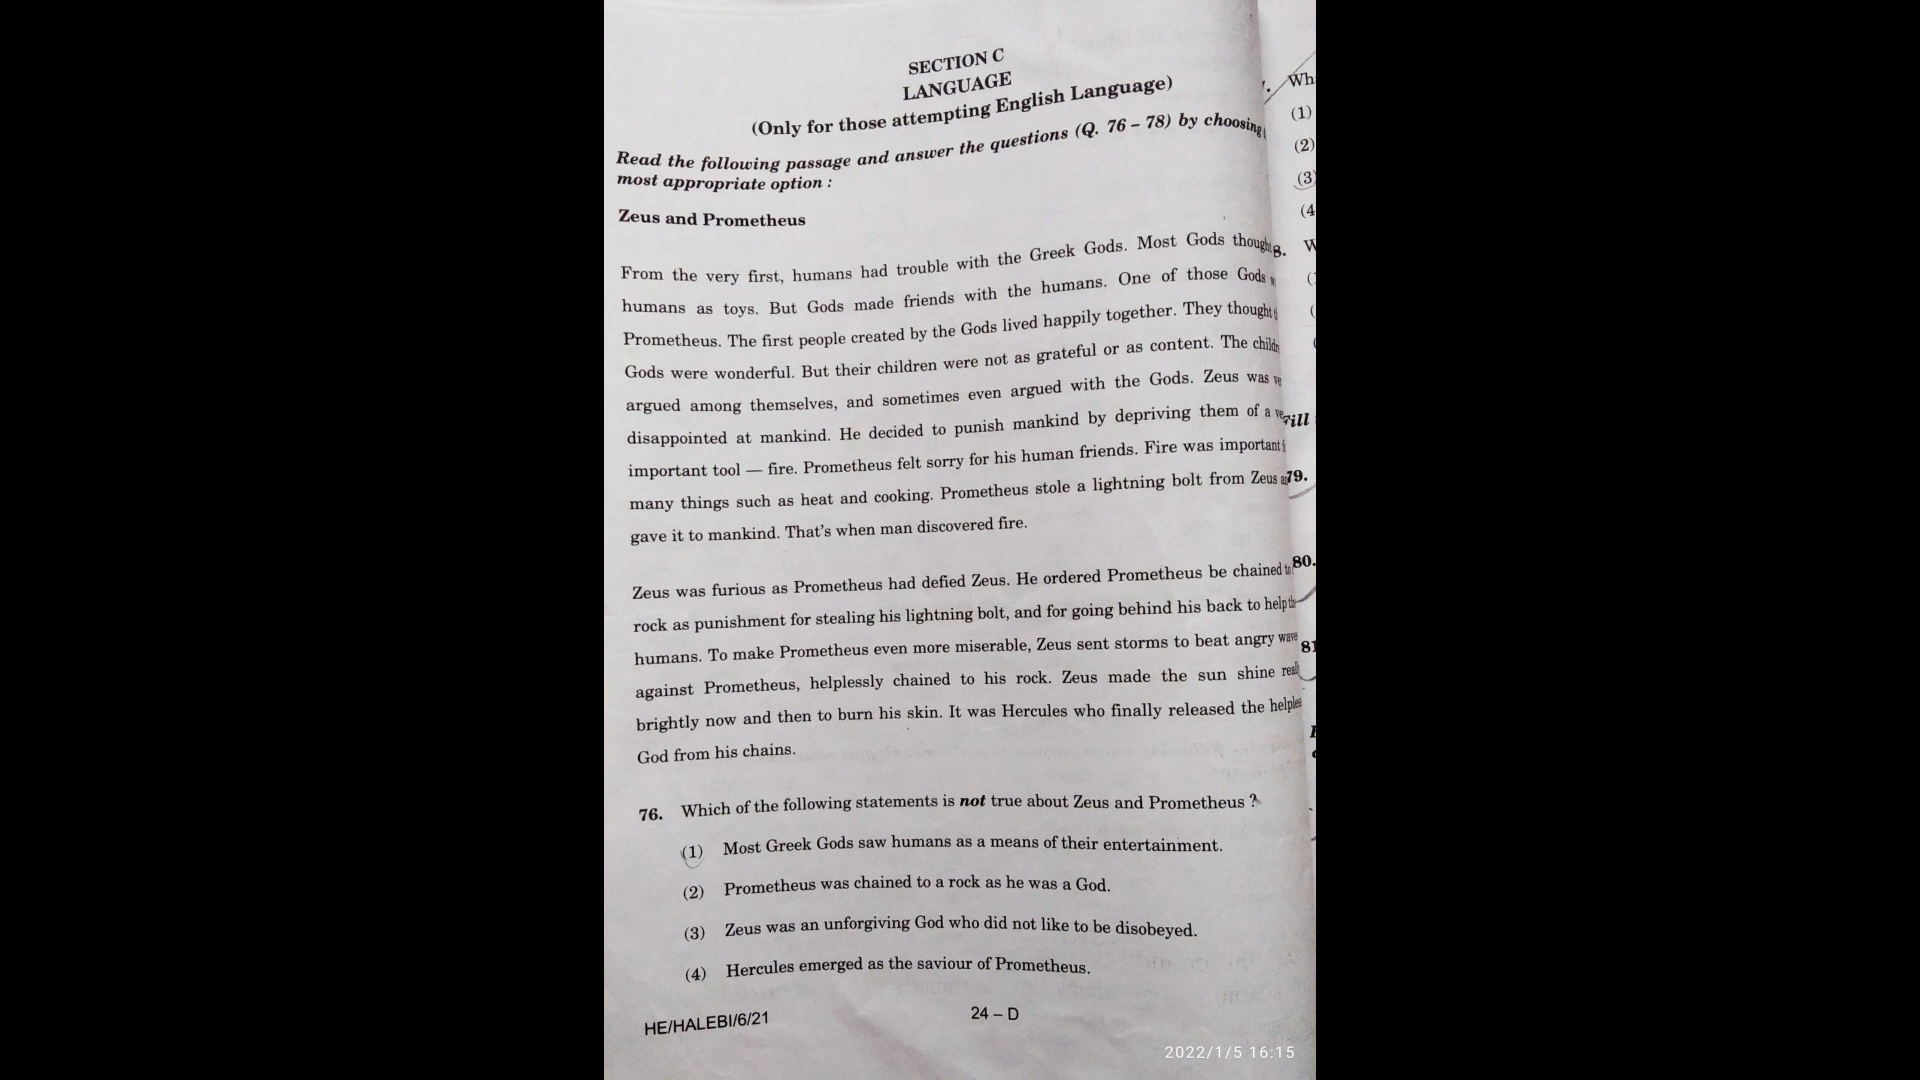 SECTION C
LANGUAGE
(Only for those attempting English Language)
Read the following passage and answer the questions (Q. 76 – 78) by choosing
most appropriate option :
Zeus and Prometheus
From the very first, humans had trouble with the Greek Gods. Most Gods thought
humans as toys. But Gods made friends with the humans. One of those Gods
Prometheus. The first people created by the Gods lived happily together. They thought
Gods were wonderful. But their children were not as grateful or as content. The
argued among themselves, and sometimes even argued with the Gods. Zeus was
disappointed at mankind. He decided to punish mankind by depriving them of a
important tool — fire. Prometheus felt sorry for his human friends. Fire was important
many things such as heat and cooking. Prometheus stole a lightning bolt from Zeus
gave it to mankind. That's when man discovered fire.
Zeus was furious as Prometheus had defied Zeus. He ordered Prometheus be chained to
rock as punishment for stealing his lightning bolt, and for going behind his back to help
humans. To make Prometheus even more miserable, Zeus sent storms to beat angry
against Prometheus, helplessly chained to his rock. Zeus made the sun shine
brightly now and then to burn his skin. It was Hercules who finally released the
God from his chains.
76. Which of the following statements is not true about Zeus and Prometheus ?
(1) Most Greek Gods saw humans as a means of their entertainment.
(2) Prometheus was chained to a rock as he was a God.
(3) Zeus was an unforgiving God who did not like to be disobeyed.
(4) Hercules emerged as the saviour of Prometheus.
HE/HALEBI/6/21
24 – D
Wh
(1)
(2)
(3)
(4
8. W
Fill
79.
80.
81
2022/1/5 16:15